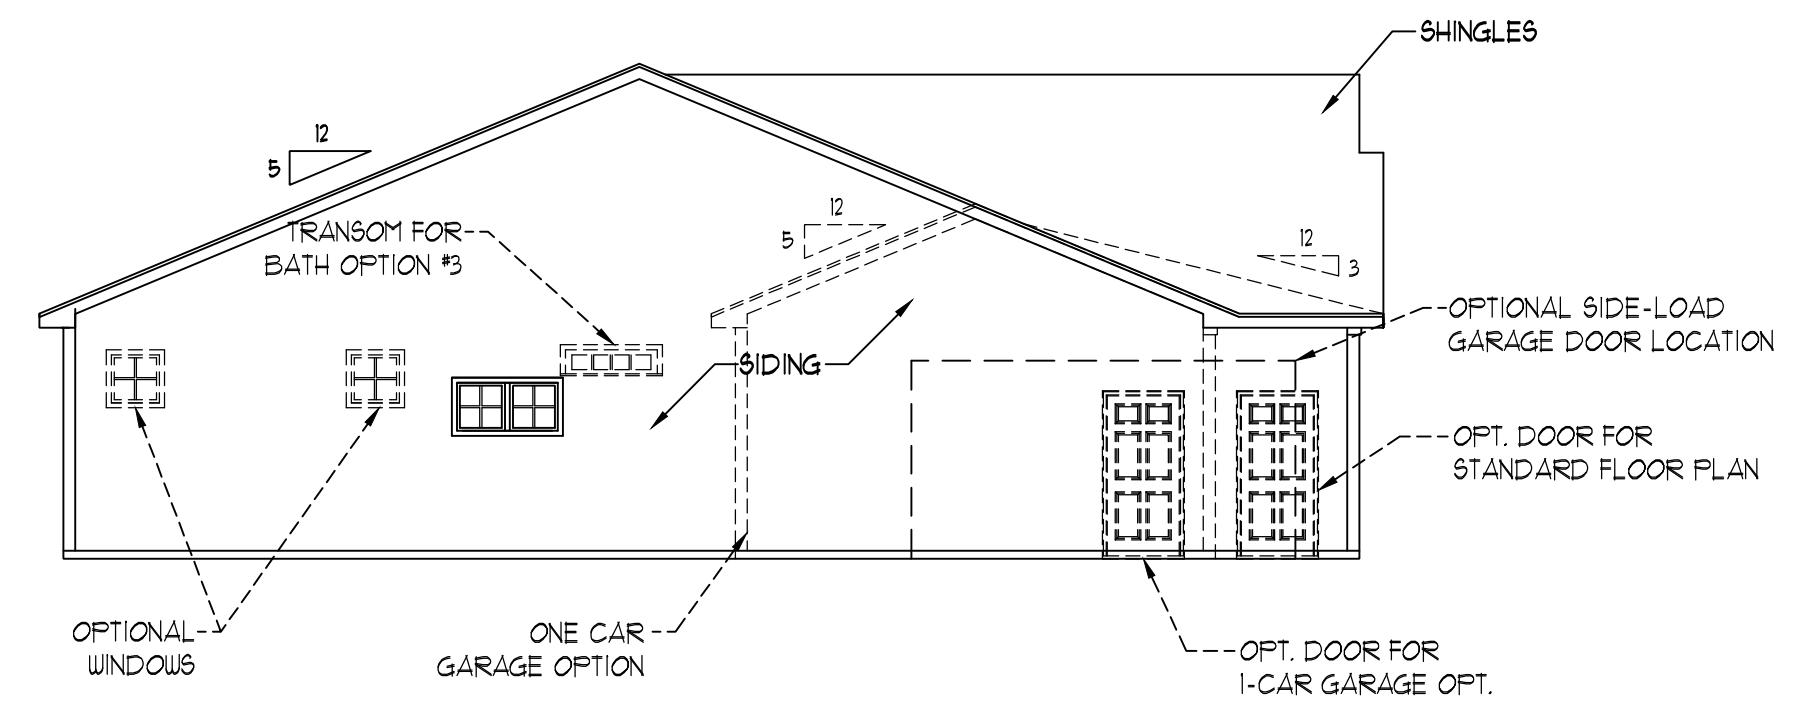 SHINGLES
12
5
TRANSOM FOR
BATH OPTION #3
12
5
12
3
OPTIONAL SIDE-LOAD
GARAGE DOOR LOCATION
SIDING
OPT. DOOR FOR
STANDARD FLOOR PLAN
OPTIONAL
WINDOWS
ONE CAR
GARAGE OPTION
OPT. DOOR FOR
1-CAR GARAGE OPT.